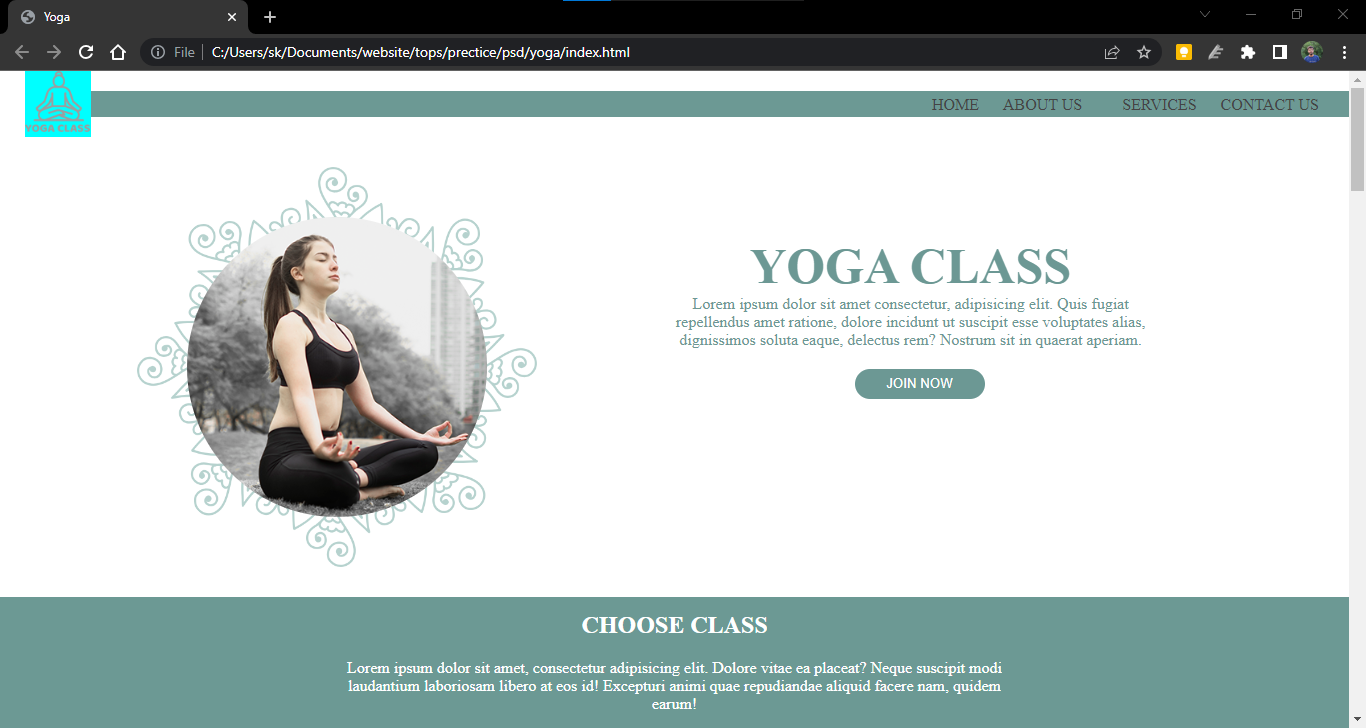 Yoga
File
C:/Users/sk/Documents/website/tops/prectice/psd/yoga/index.html
YOGA CLASS
HOME ABOUT US SERVICES CONTACT US
YOGA CLASS
Lorem ipsum dolor sit amet consectetur, adipisicing elit. Quis fugiat
repellendus amet ratione, dolore incidunt ut suscipit esse voluptates alias,
dignissimos soluta eaque, delectus rem? Nostrum sit in quaerat aperiam.
JOIN NOW
CHOOSE CLASS
Lorem ipsum dolor sit amet, consectetur adipisicing elit. Dolore vitae ea placeat? Neque suscipit modi
laudantium laboriosam libero at eos id! Excepturi animi quae repudiandae aliquid facere nam, quidem
earum!